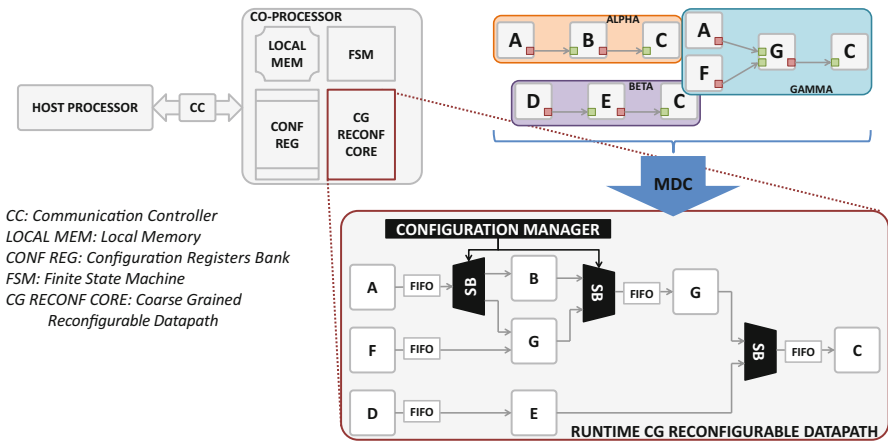 CO-PROCESSOR
LOCAL
MEM
FSM
HOST PROCESSOR
CC
CONF
REG
CG
RECONF
CORE
ALPHA
A
B
C
BETA
D
E
C
A
F
G
C
GAMMA
MDC
CC: Communication Controller
LOCAL MEM: Local Memory
CONF REG: Configuration Registers Bank
FSM: Finite State Machine
CG RECONF CORE: Coarse Grained
Reconfigurable Datapath
CONFIGURATION MANAGER
A
FIFO
SB
B
SB
FIFO
G
F
FIFO
G
SB
FIFO
C
D
FIFO
E
RUNTIME CG RECONFIGURABLE DATAPATH